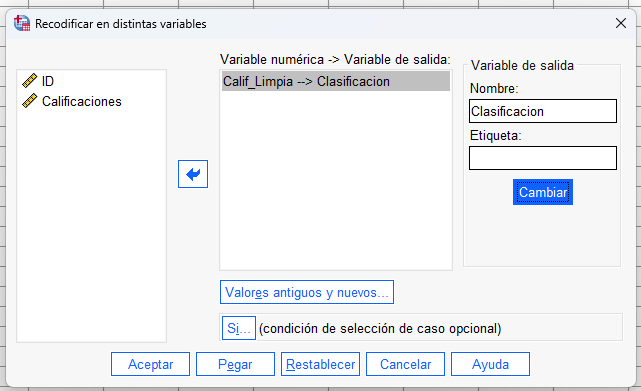 Recodificar en distintas variables
ID
Calificaciones
Variable numérica -> Variable de salida:
Calif_Limpia --> Clasificacion
Variable de salida
Nombre:
Clasificacion
Etiqueta:
Cambiar
Valores antiguos y nuevos...
Si... (condición de selección de caso opcional)
Aceptar Pegar Restablecer Cancelar Ayuda